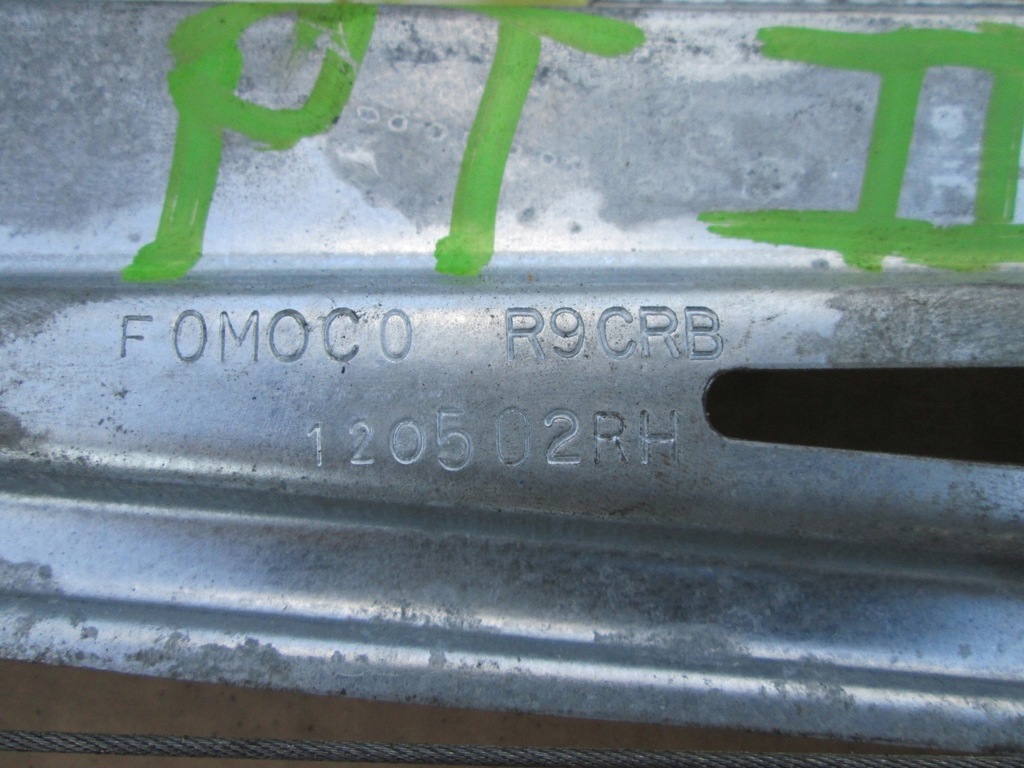 PT II
FOMOCO R9CRB
120502RH